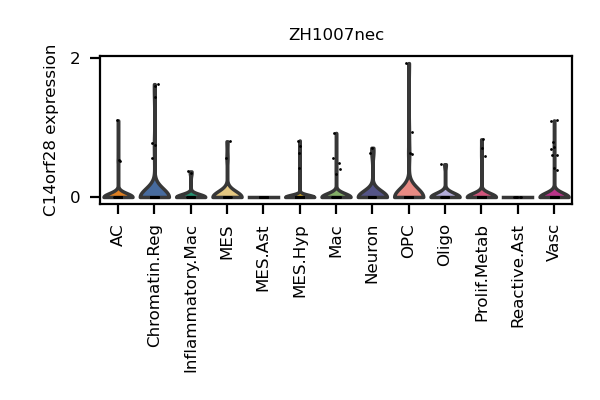 ZH1007nec
C14orf28 expression
2
0
AC
Chromatin.Reg
Inflammatory.Mac
MES
MES.Ast
MES.Hyp
Mac
Neuron
OPC
Oligo
Prolif.Metab
Reactive.Ast
Vasc